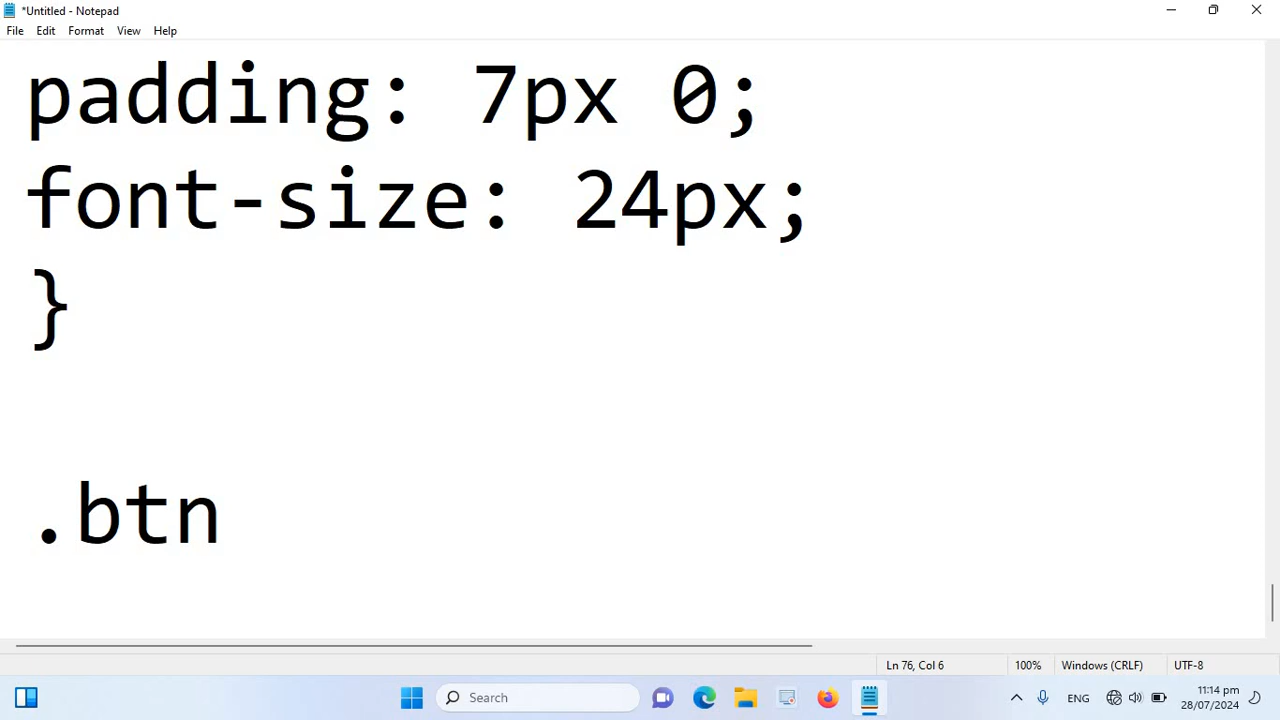 *Untitled - Notepad
File Edit Format View Help
padding: 7px 0;
font-size: 24px;
}
.btn
Ln 76, Col 6 100% Windows (CRLF) UTF-8
Search
ENG
11:14 pm
28/07/2024